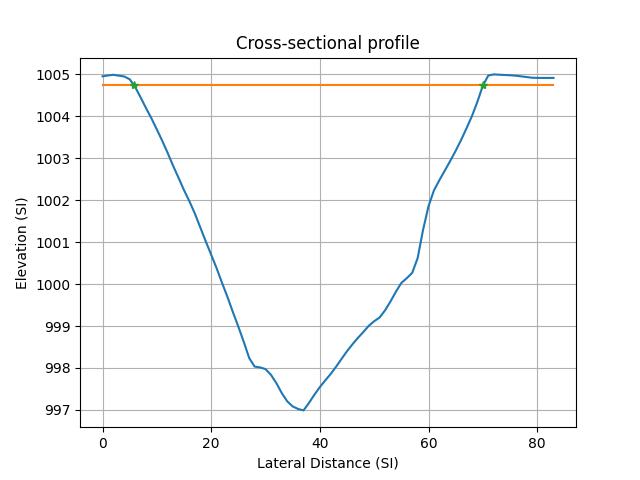 Cross-sectional profile
Elevation (SI)
1005
1004
1003
1002
1001
1000
999
998
997
0 20 40 60 80
Lateral Distance (SI)